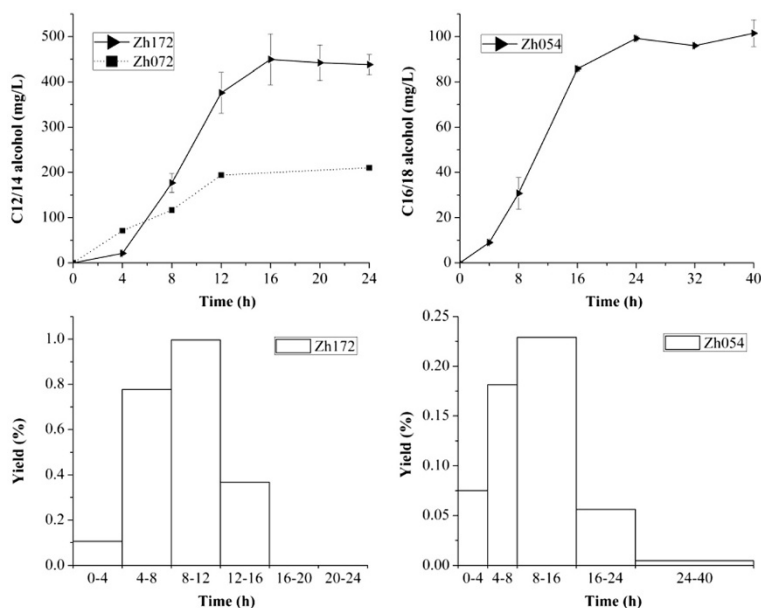 C12/14 alcohol (mg/L)
500
400
300
200
100
0
Zh172
Zh072
0 4 8 12 16 20 24
Time (h)
C16/18 alcohol (mg/L)
100
80
60
40
20
0
Zh054
0 8 16 24 32 40
Time (h)
Yield (%)
1.0
0.8
0.6
0.4
0.2
0.0
Zh172
0-4 4-8 8-12 12-16 16-20 20-24
Time (h)
Yield (%)
0.25
0.20
0.15
0.10
0.05
0.00
Zh054
0-4 4-8 8-16 16-24 24-40
Time (h)